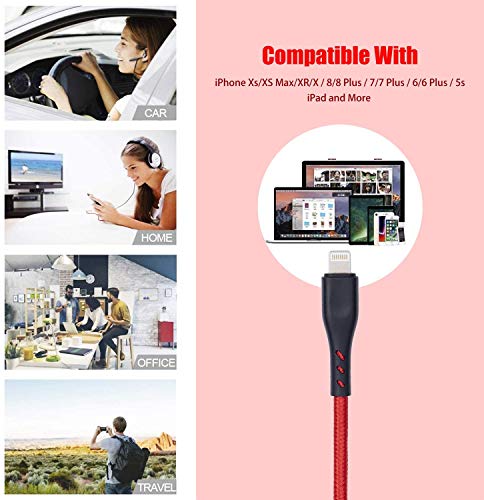 CAR
HOME
OFFICE
TRAVEL
Compatible With
iPhone Xs/XS Max/XR/X / 8/8 Plus / 7/7 Plus / 6/6 Plus / 5s
iPad and More